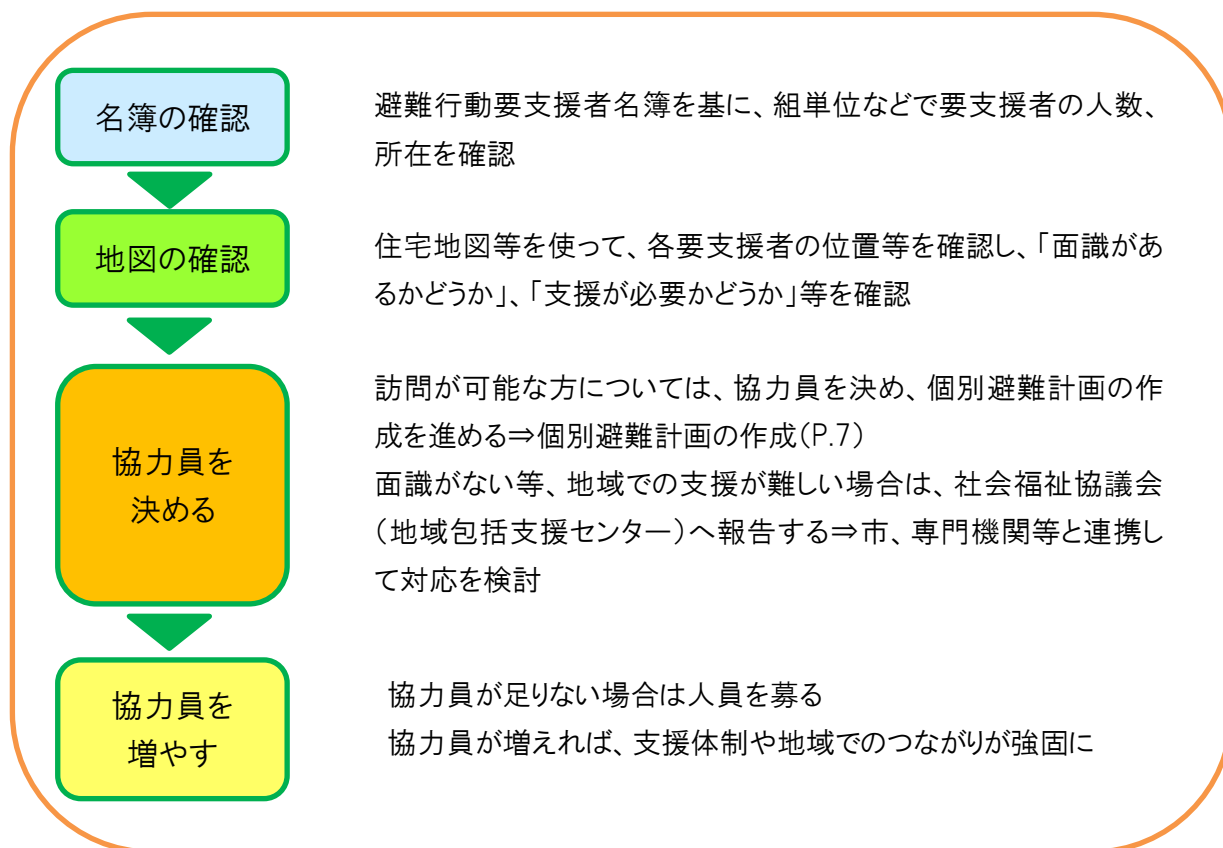 名簿の確認
避難行動要支援者名簿を基に、組単位などで要支援者の人数、
所在を確認
地図の確認
住宅地図等を使って、各要支援者の位置等を確認し、「面識があ
るかどうか」、「支援が必要かどうか」等を確認
協力員を
決める
訪問が可能な方については、協力員を決め、個別避難計画の作
成を進める⇒個別避難計画の作成(P.7)
面識がない等、地域での支援が難しい場合は、社会福祉協議会
(地域包括支援センター)へ報告する⇒市、専門機関等と連携し
て対応を検討
協力員を
増やす
協力員が足りない場合は人員を募る
協力員が増えれば、支援体制や地域でのつながりが強固に